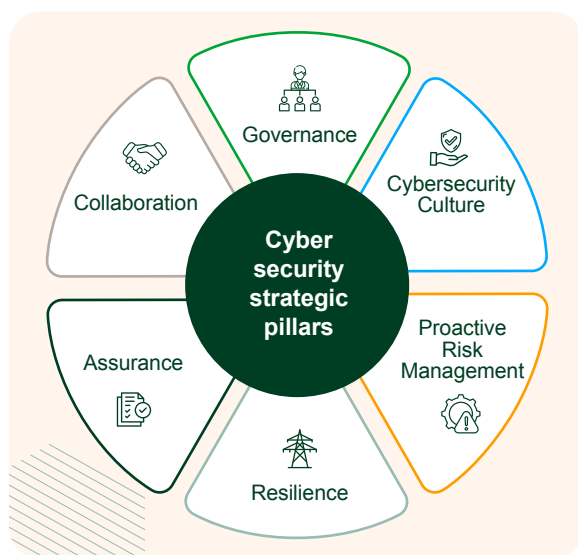 Governance
Cybersecurity
Culture
Collaboration
Cyber
security
strategic
pillars
Proactive
Risk
Management
Assurance
Resilience